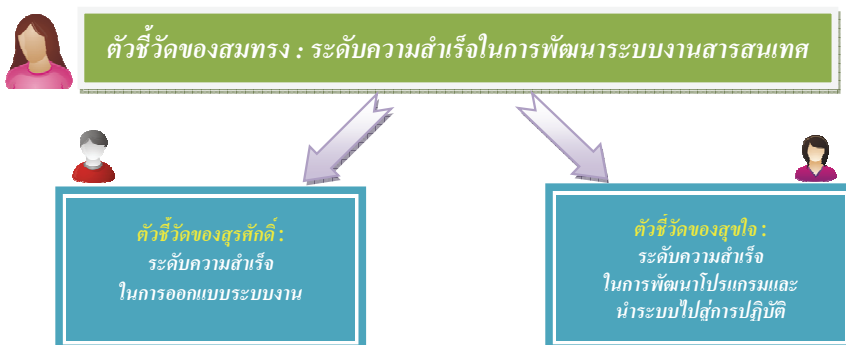 ตัวชี้วัดของสมทรง : ระดับความสำเร็จในการพัฒนาระบบงานสารสนเทศ
ตัวชี้วัดของสุรศักดิ์ :
ระดับความสำเร็จ
ในการออกแบบระบบงาน
ตัวชี้วัดของสุขใจ :
ระดับความสำเร็จ
ในการพัฒนาโปรแกรมและ
นำระบบไปสู่การปฏิบัติ